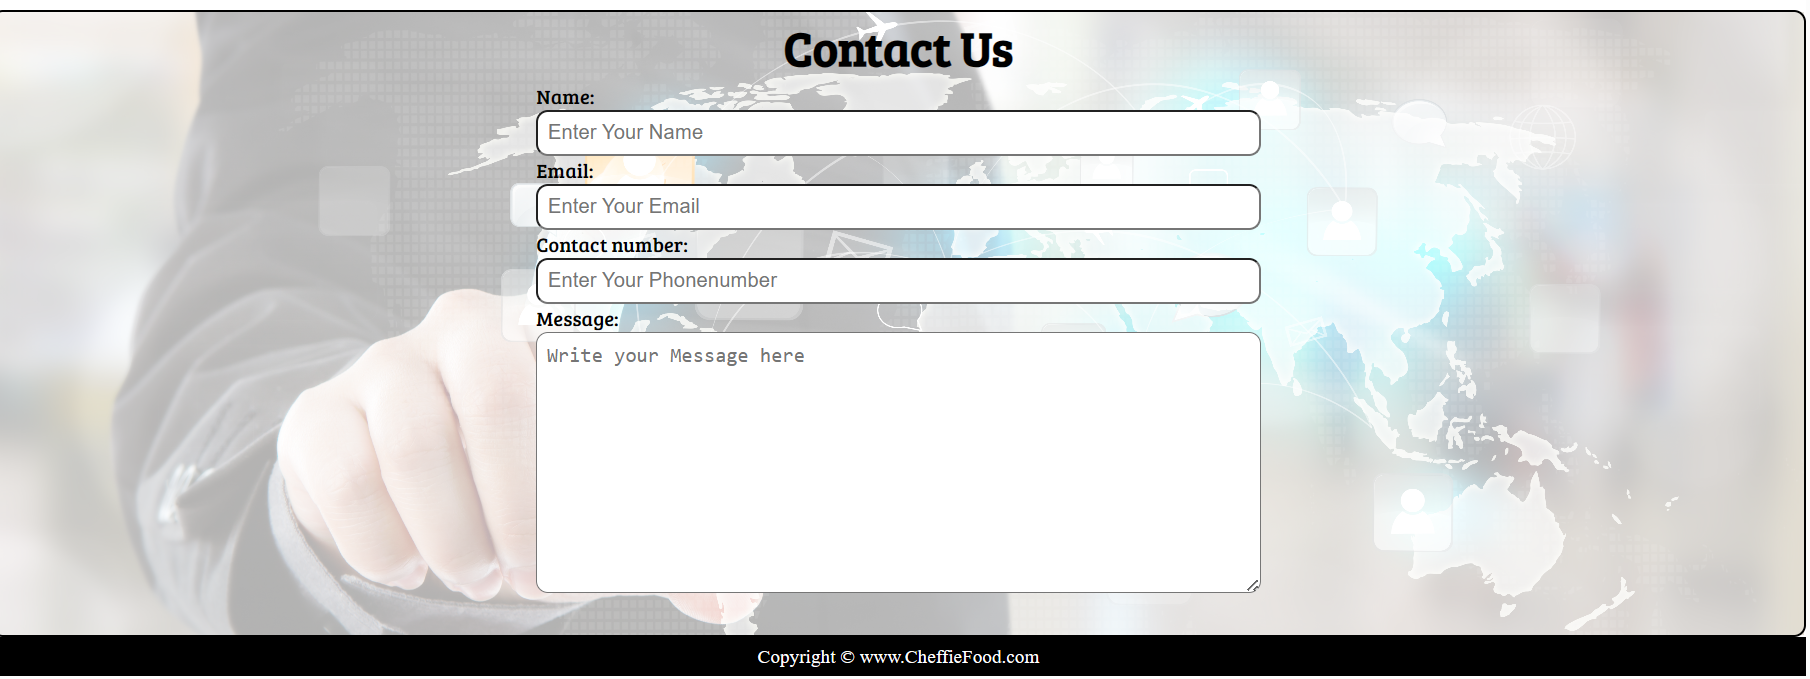 Contact Us
Name:
Enter Your Name
Email:
Enter Your Email
Contact number:
Enter Your Phonenumber
Message:
Write your Message here
Copyright © www.CheffieFood.com